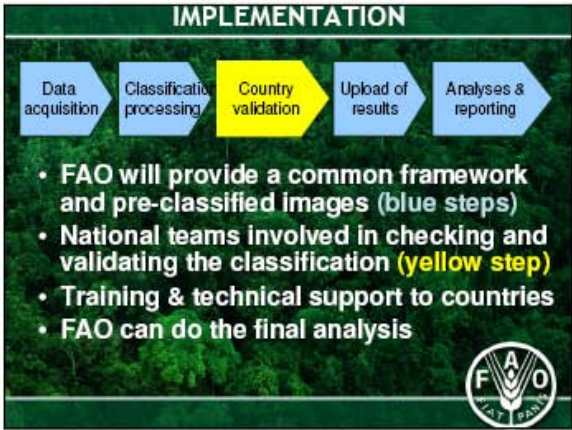 IMPLEMENTATION
Data
acquisition
Classificatio
processing
Country
validation
Upload of
results
Analyses &
reporting
• FAO will provide a common framework
and pre-classified images (blue steps)
• National teams involved in checking and
validating the classification (yellow step)
• Training & technical support to countries
• FAO can do the final analysis
F A O
FIAT PANIS